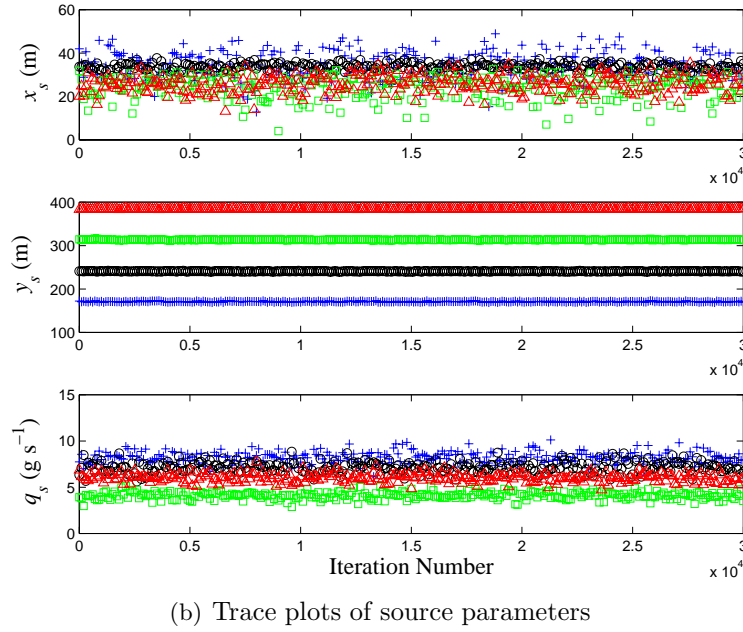 60
40
20
0
x_s (m)
0 0.5 1 1.5 2 2.5 3
x 10^4
400
300
200
100
y_s (m)
0 0.5 1 1.5 2 2.5 3
x 10^4
15
10
5
0
q_s (g s^−1)
0 0.5 1 1.5 2 2.5 3
Iteration Number
x 10^4
(b) Trace plots of source parameters